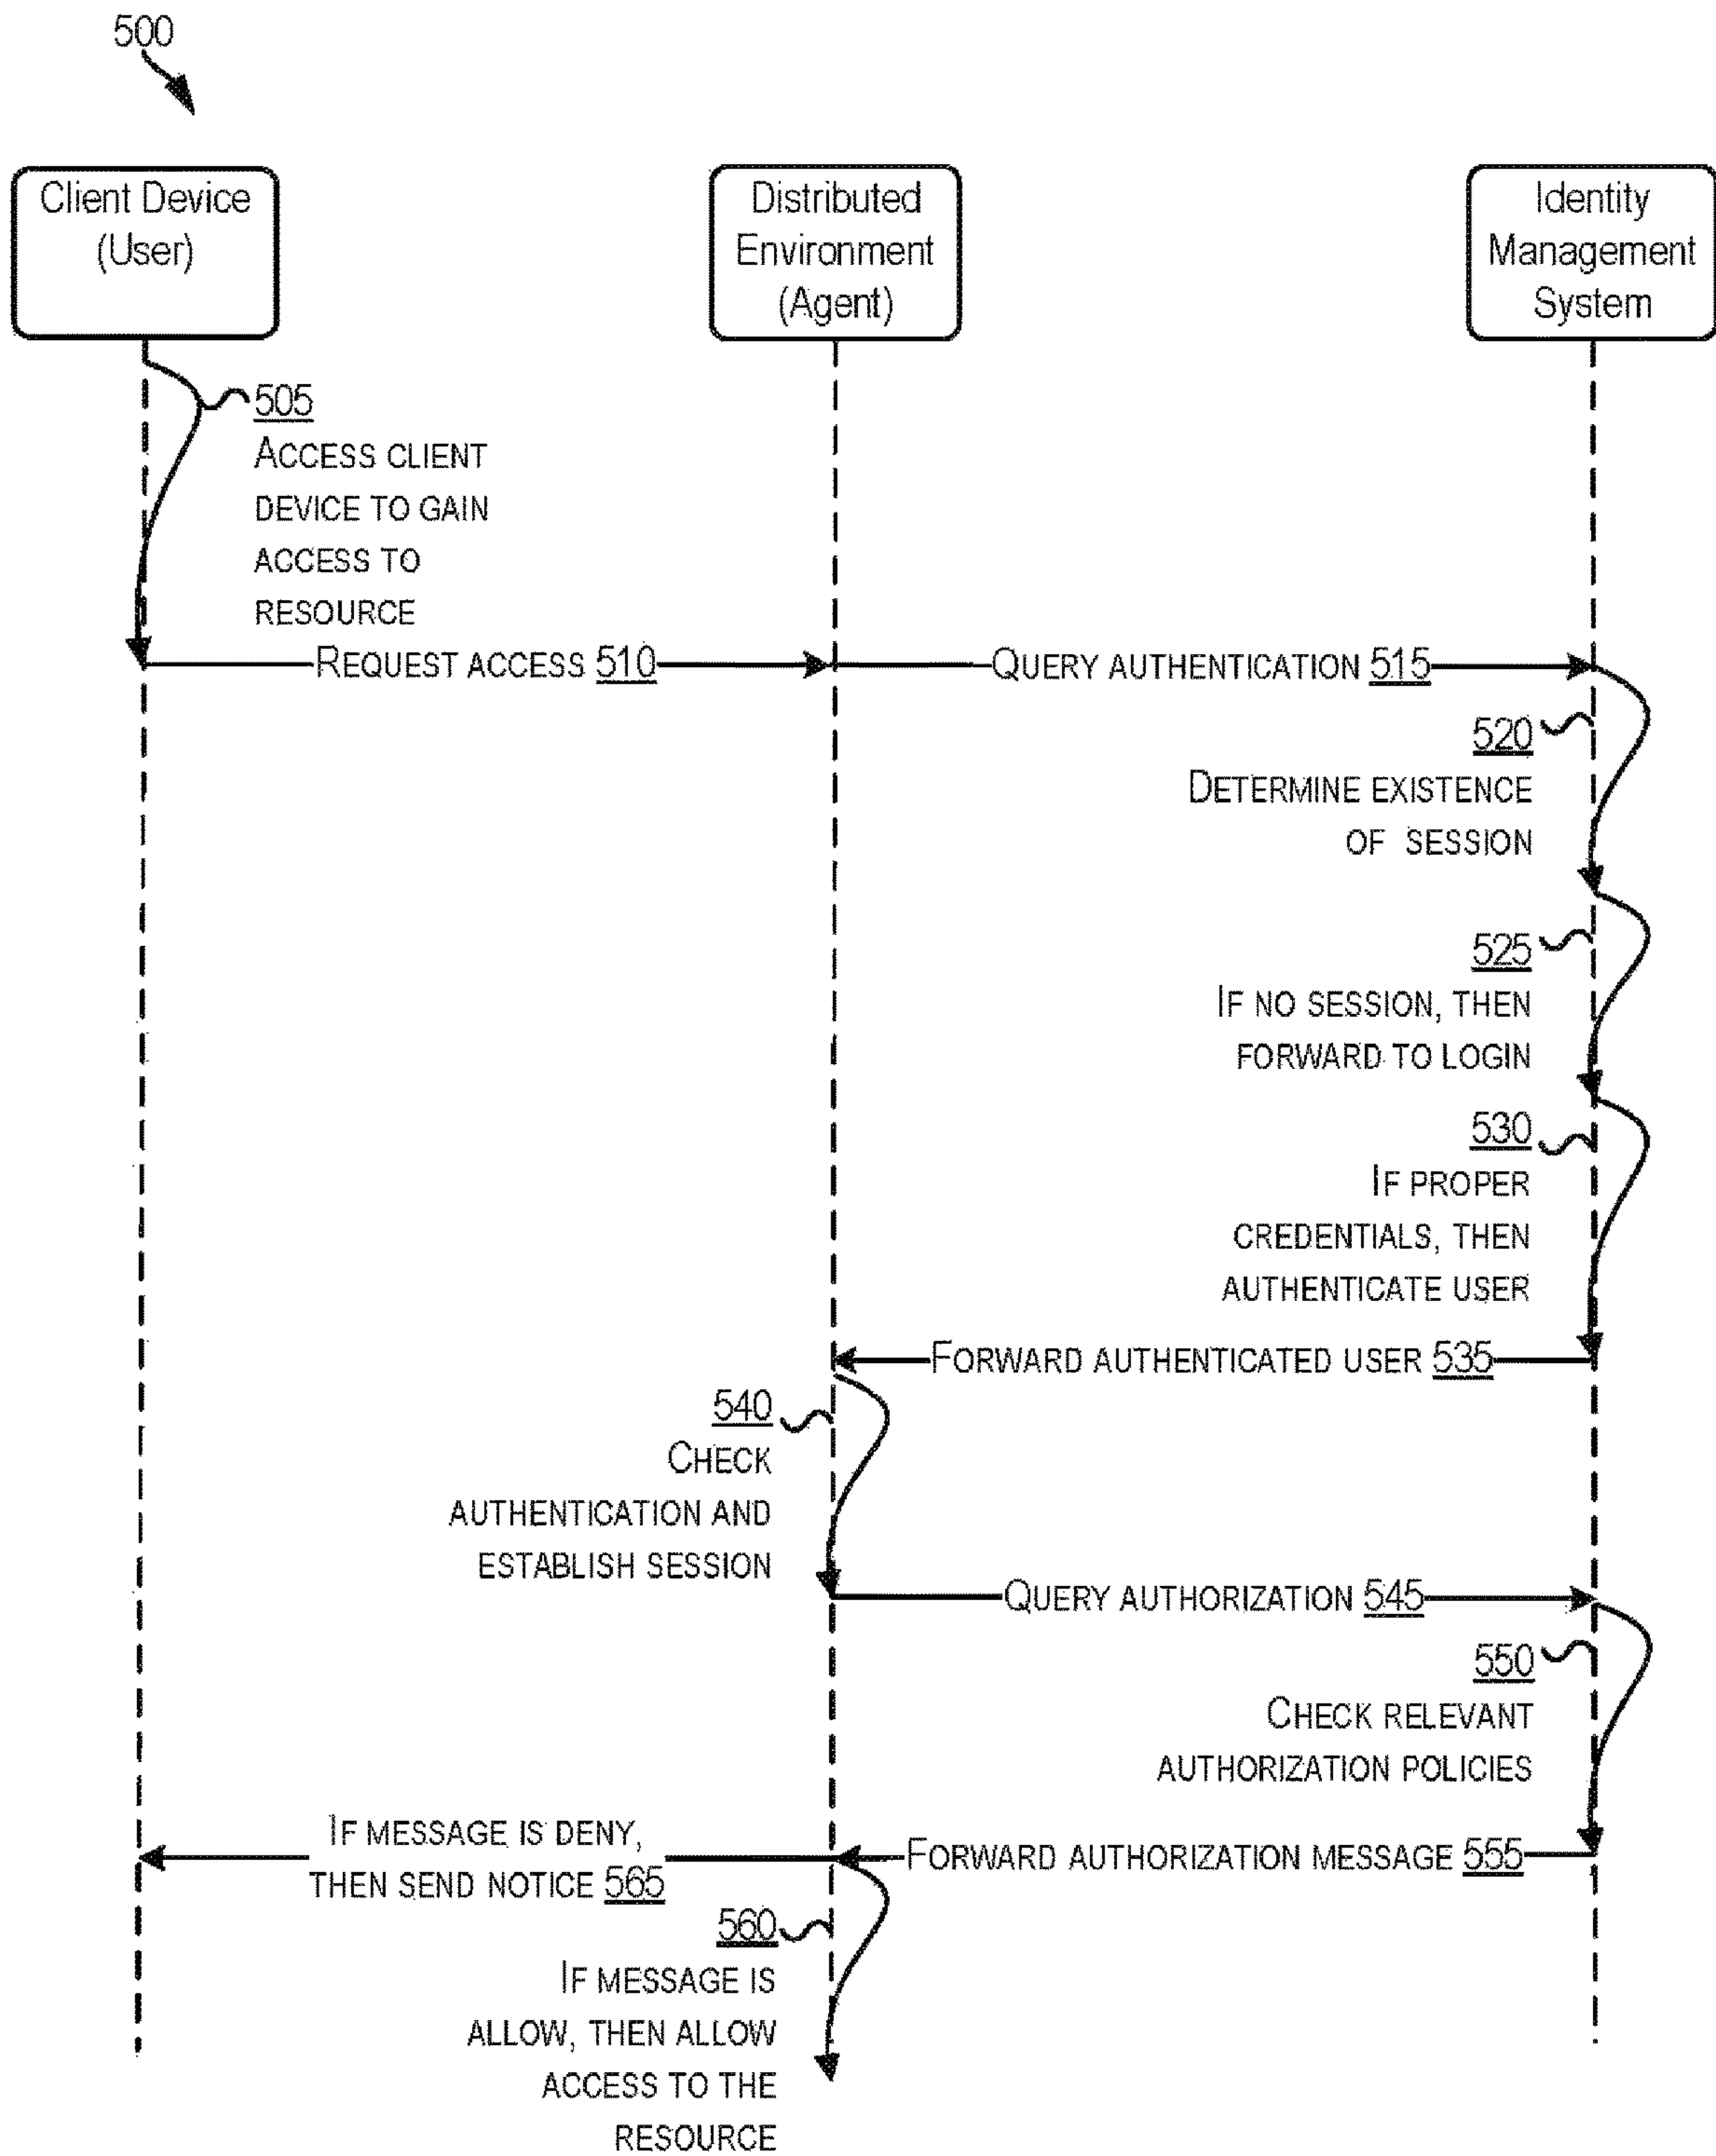 500
Client Device
(User)
Distributed
Environment
(Agent)
Identity
Management
System
505
ACCESS CLIENT
DEVICE TO GAIN
ACCESS TO
RESOURCE
REQUEST ACCESS 510
QUERY AUTHENTICATION 515
520
DETERMINE EXISTENCE
OF SESSION
525
IF NO SESSION, THEN
FORWARD TO LOGIN
530
IF PROPER
CREDENTIALS, THEN
AUTHENTICATE USER
FORWARD AUTHENTICATED USER 535
540
CHECK
AUTHENTICATION AND
ESTABLISH SESSION
QUERY AUTHORIZATION 545
550
CHECK RELEVANT
AUTHORIZATION POLICIES
IF MESSAGE IS DENY,
THEN SEND NOTICE 565
FORWARD AUTHORIZATION MESSAGE 555
560
IF MESSAGE IS
ALLOW, THEN ALLOW
ACCESS TO THE
RESOURCE